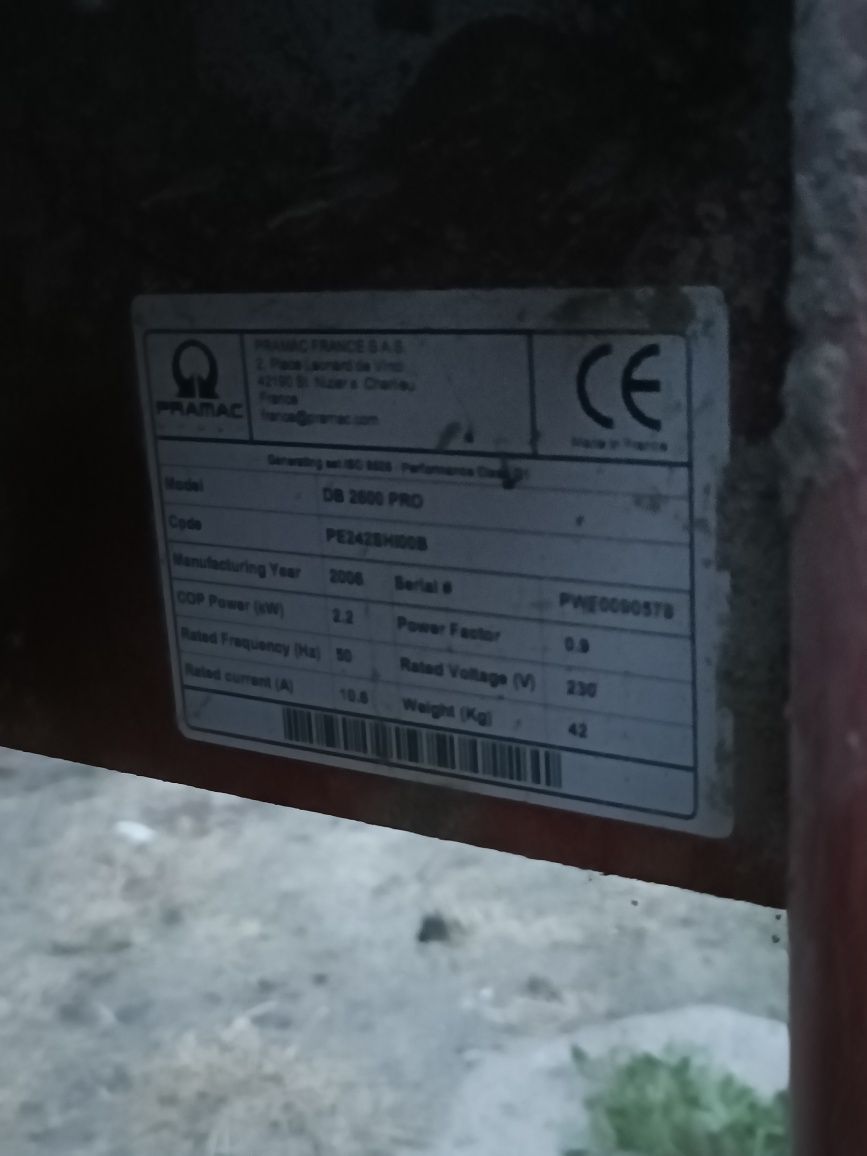 PRAMAC
PRAMAC FRANCE S.A.S.
2, Place Léonard de Vinci
42190 St. Nizier s. Charlieu
France
france@pramac.com
CE
Made in France
Generating set ISO 8528 - Performance Class
Model DB 2600 PRO
Code PE242SHI00B
Manufacturing Year 2006 Serial # PWE0090578
COP Power (kW) 2.2 Power Factor 0.9
Rated Frequency (Hz) 50 Rated Voltage (V) 230
Rated current (A) 10.6 Weight (Kg) 42